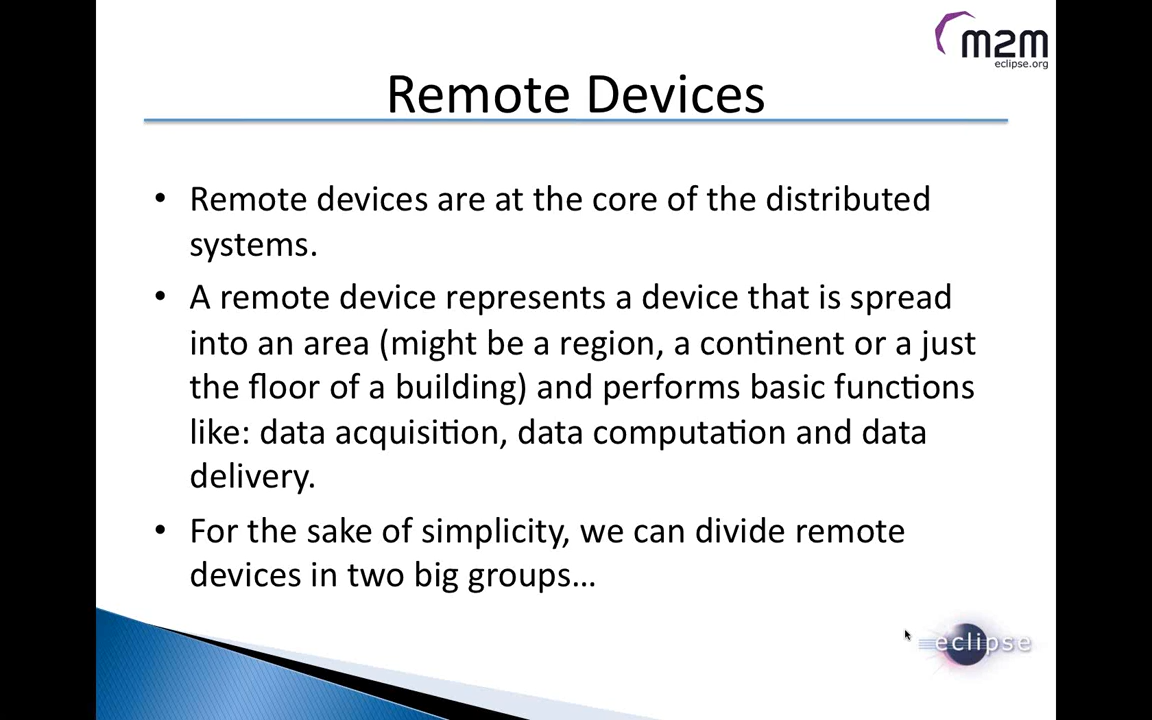 m2m
eclipse.org
Remote Devices
• Remote devices are at the core of the distributed
systems.
• A remote device represents a device that is spread
into an area (might be a region, a continent or a just
the floor of a building) and performs basic functions
like: data acquisition, data computation and data
delivery.
• For the sake of simplicity, we can divide remote
devices in two big groups...
eclipse